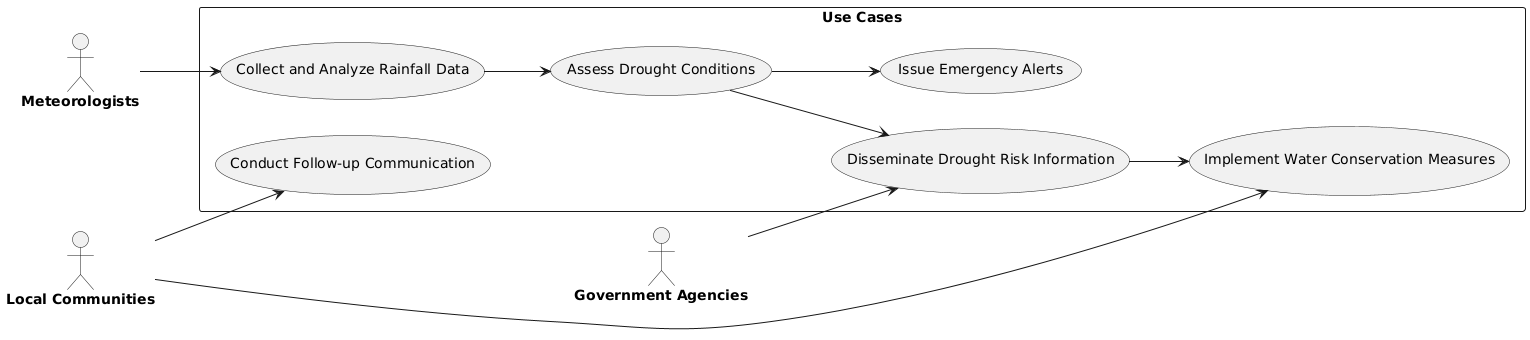 Use Cases
Meteorologists
Collect and Analyze Rainfall Data
Assess Drought Conditions
Issue Emergency Alerts
Conduct Follow-up Communication
Disseminate Drought Risk Information
Implement Water Conservation Measures
Local Communities
Government Agencies